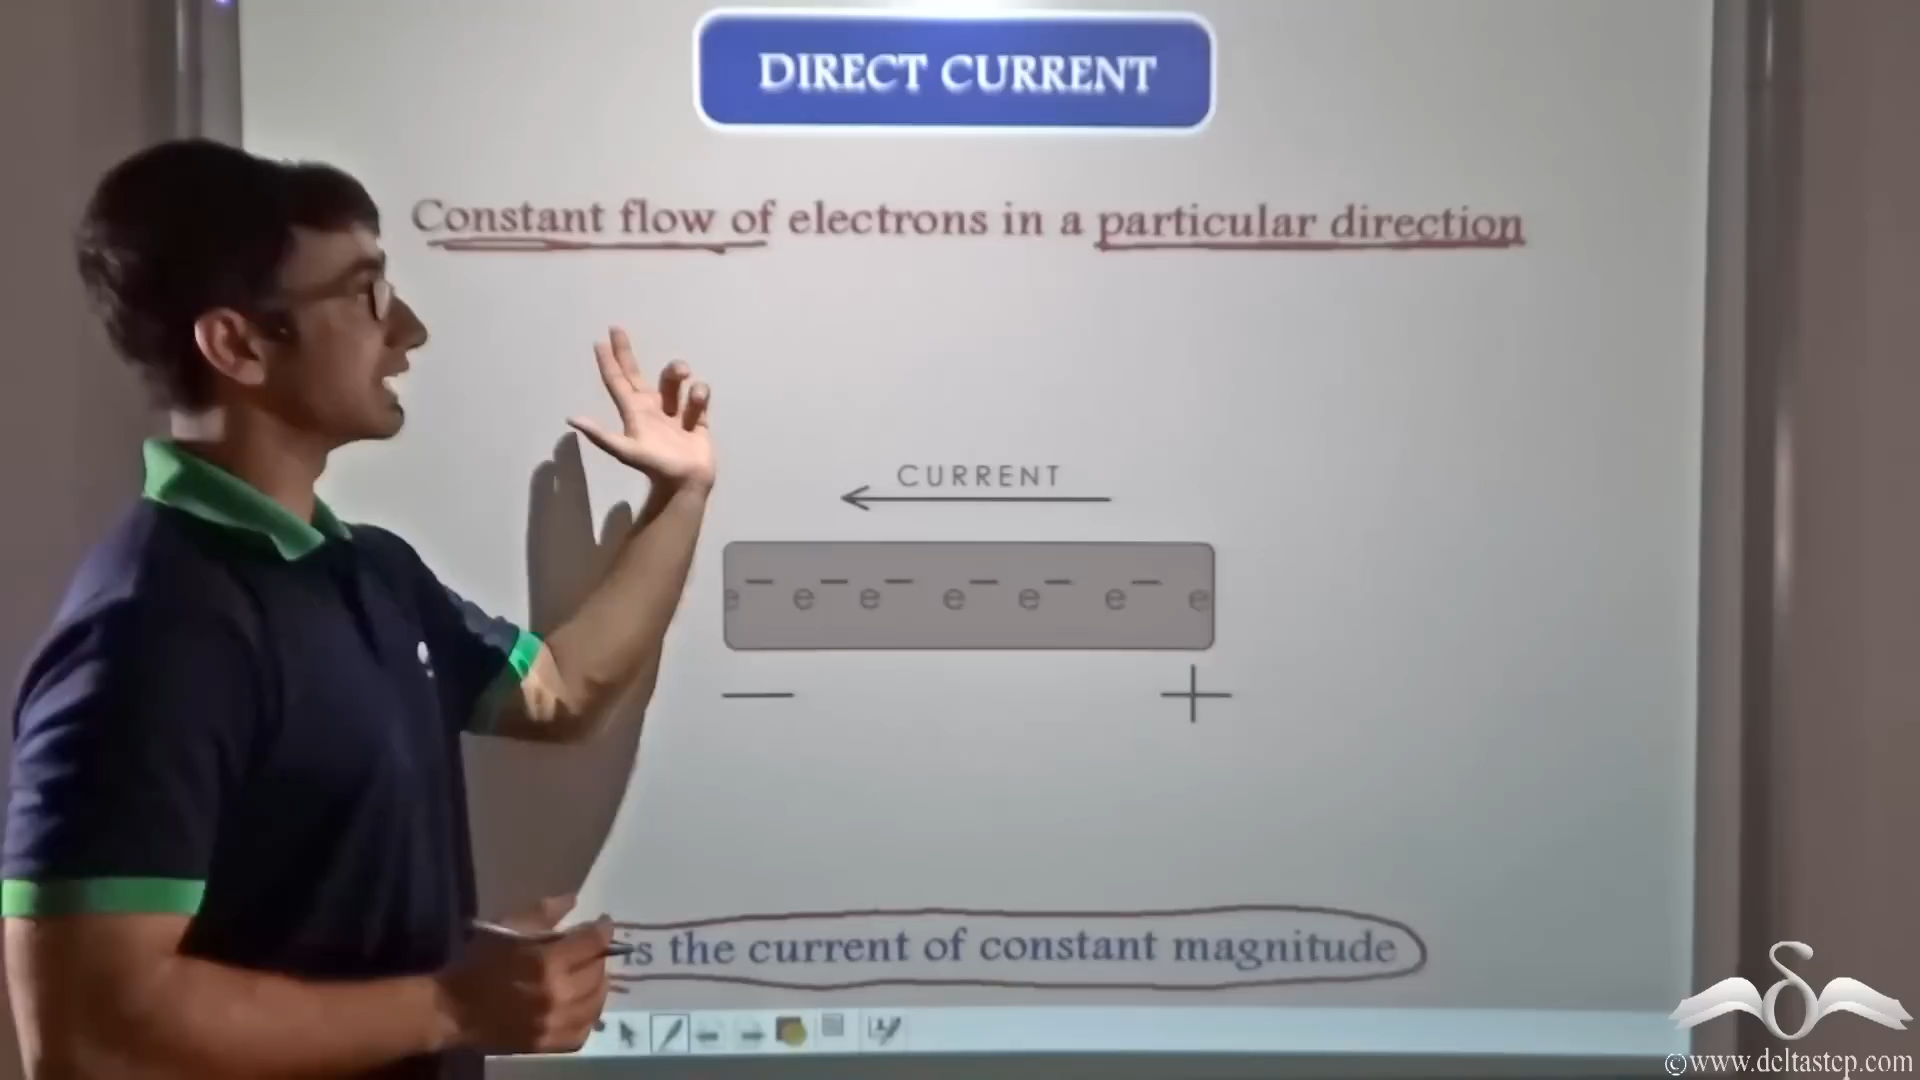 DIRECT CURRENT
Constant flow of electrons in a particular direction
CURRENT
e⁻ e⁻ e⁻ e⁻ e⁻ e⁻ e
— +
is the current of constant magnitude
©www.deltastep.com